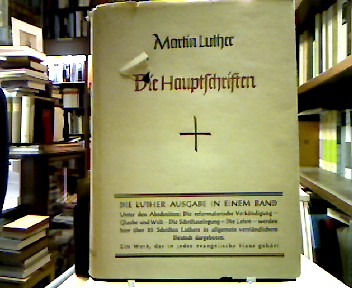 Martin Luther
Die Hauptschriften
DIE LUTHER AUSGABE IN EINEM BAND
Unter den Abschnitten: Die reformatorische Verkündigung –
Glaube und Welt – Die Schriftauslegung – Die Lehre – werden
hier über 50 Schriften Luthers in allgemein verständlichem
Deutsch dargeboten.
Ein Werk, das in jedes evangelische Haus gehört